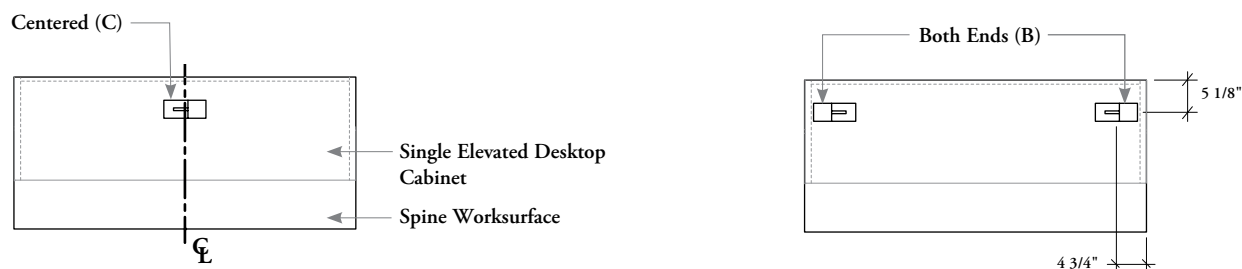 Centered (C)
Single Elevated Desktop
Cabinet
Spine Worksurface
CL
Both Ends (B)
5 1/8"
4 3/4"